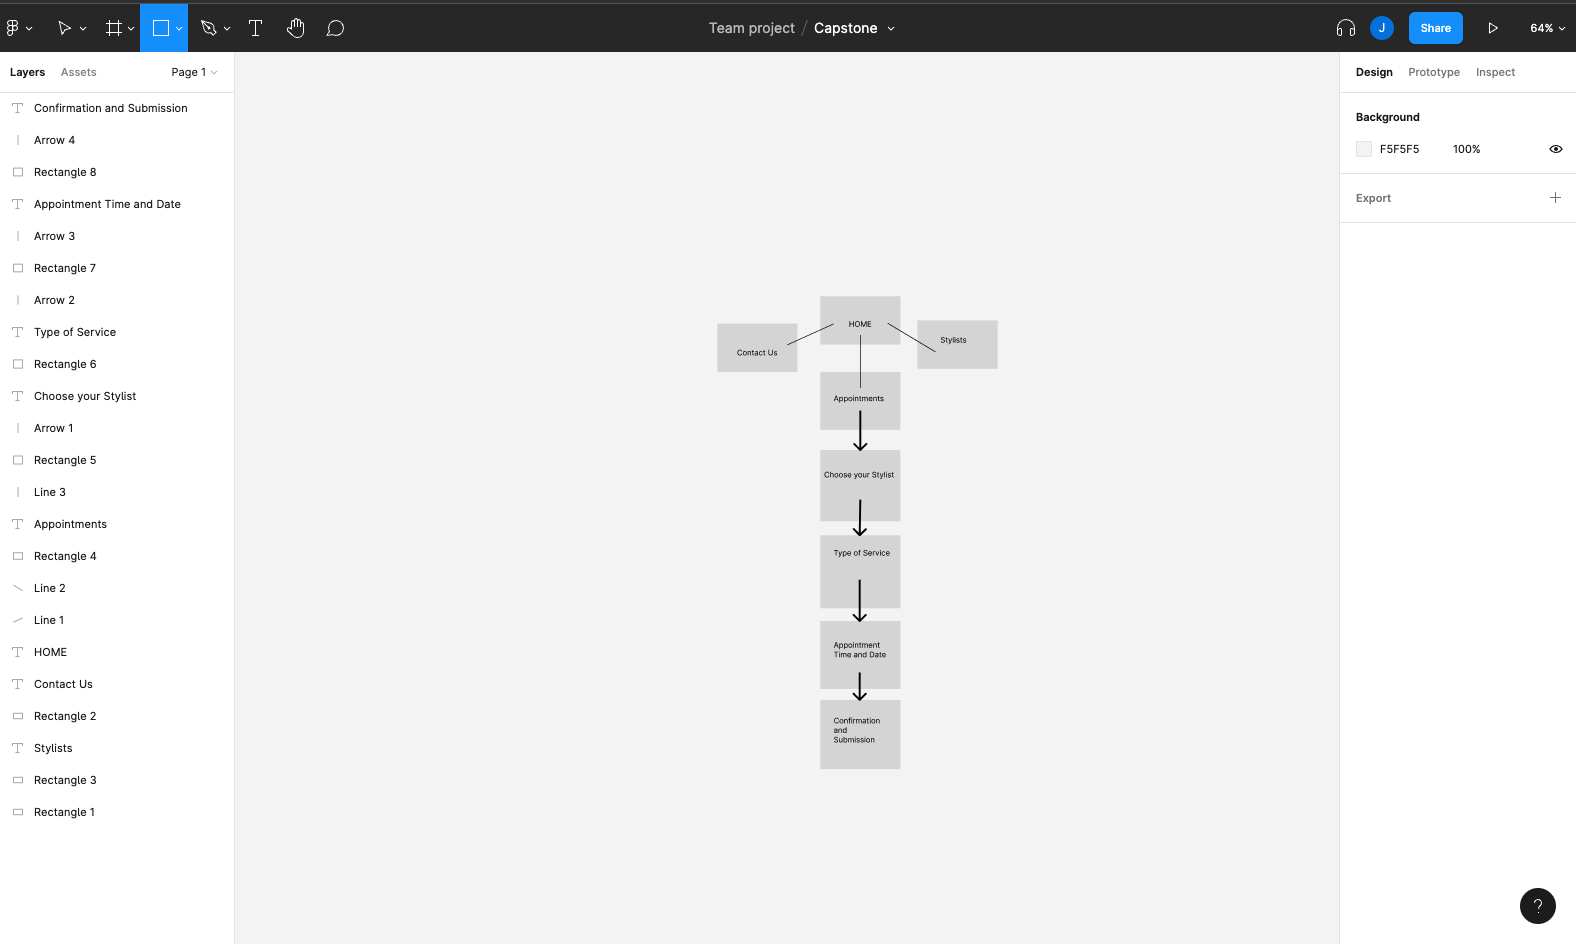 Team project / Capstone
J
Share
64%
Layers
Assets
Page 1
Confirmation and Submission
Arrow 4
Rectangle 8
Appointment Time and Date
Arrow 3
Rectangle 7
Arrow 2
Type of Service
Rectangle 6
Choose your Stylist
Arrow 1
Rectangle 5
Line 3
Appointments
Rectangle 4
Line 2
Line 1
HOME
Contact Us
Rectangle 2
Stylists
Rectangle 3
Rectangle 1
HOME
Contact Us
Stylists
Appointments
Choose your Stylist
Type of Service
Appointment
Time and Date
Confirmation
and
Submission
Design
Prototype
Inspect
Background
F5F5F5
100%
Export
?